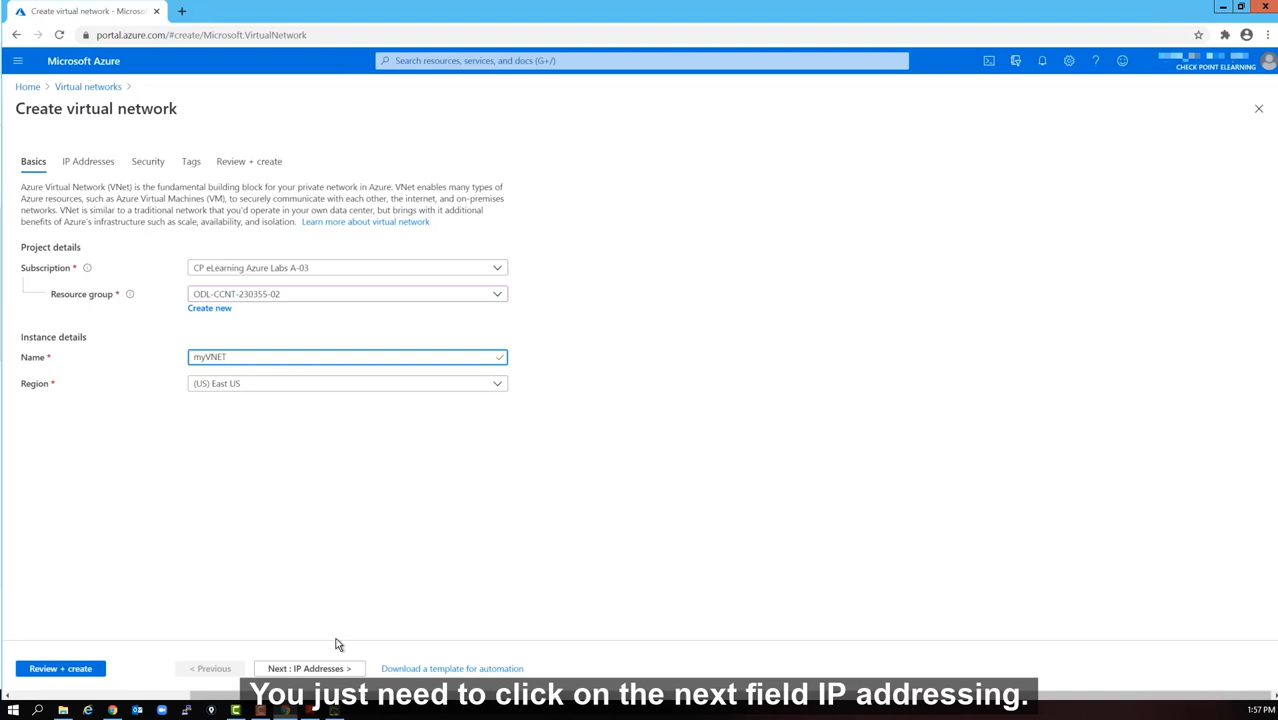 Create virtual network - Microso
portal.azure.com/#create/Microsoft.VirtualNetwork
Microsoft Azure
Search resources, services, and docs (G+/)
CHECK POINT ELEARNING
Home > Virtual networks >
Create virtual network
Basics IP Addresses Security Tags Review + create
Azure Virtual Network (VNet) is the fundamental building block for your private network in Azure. VNet enables many types of
Azure resources, such as Azure Virtual Machines (VM), to securely communicate with each other, the internet, and on-premises
networks. VNet is similar to a traditional network that you'd operate in your own data center, but brings with it additional
benefits of Azure's infrastructure such as scale, availability, and isolation. Learn more about virtual network
Project details
Subscription * CP eLearning Azure Labs A-03
Resource group * ODL-CCNT-230355-02
Create new
Instance details
Name * myVNET
Region * (US) East US
Review + create < Previous Next : IP Addresses > Download a template for automation
You just need to click on the next field IP addressing.
1:57 PM